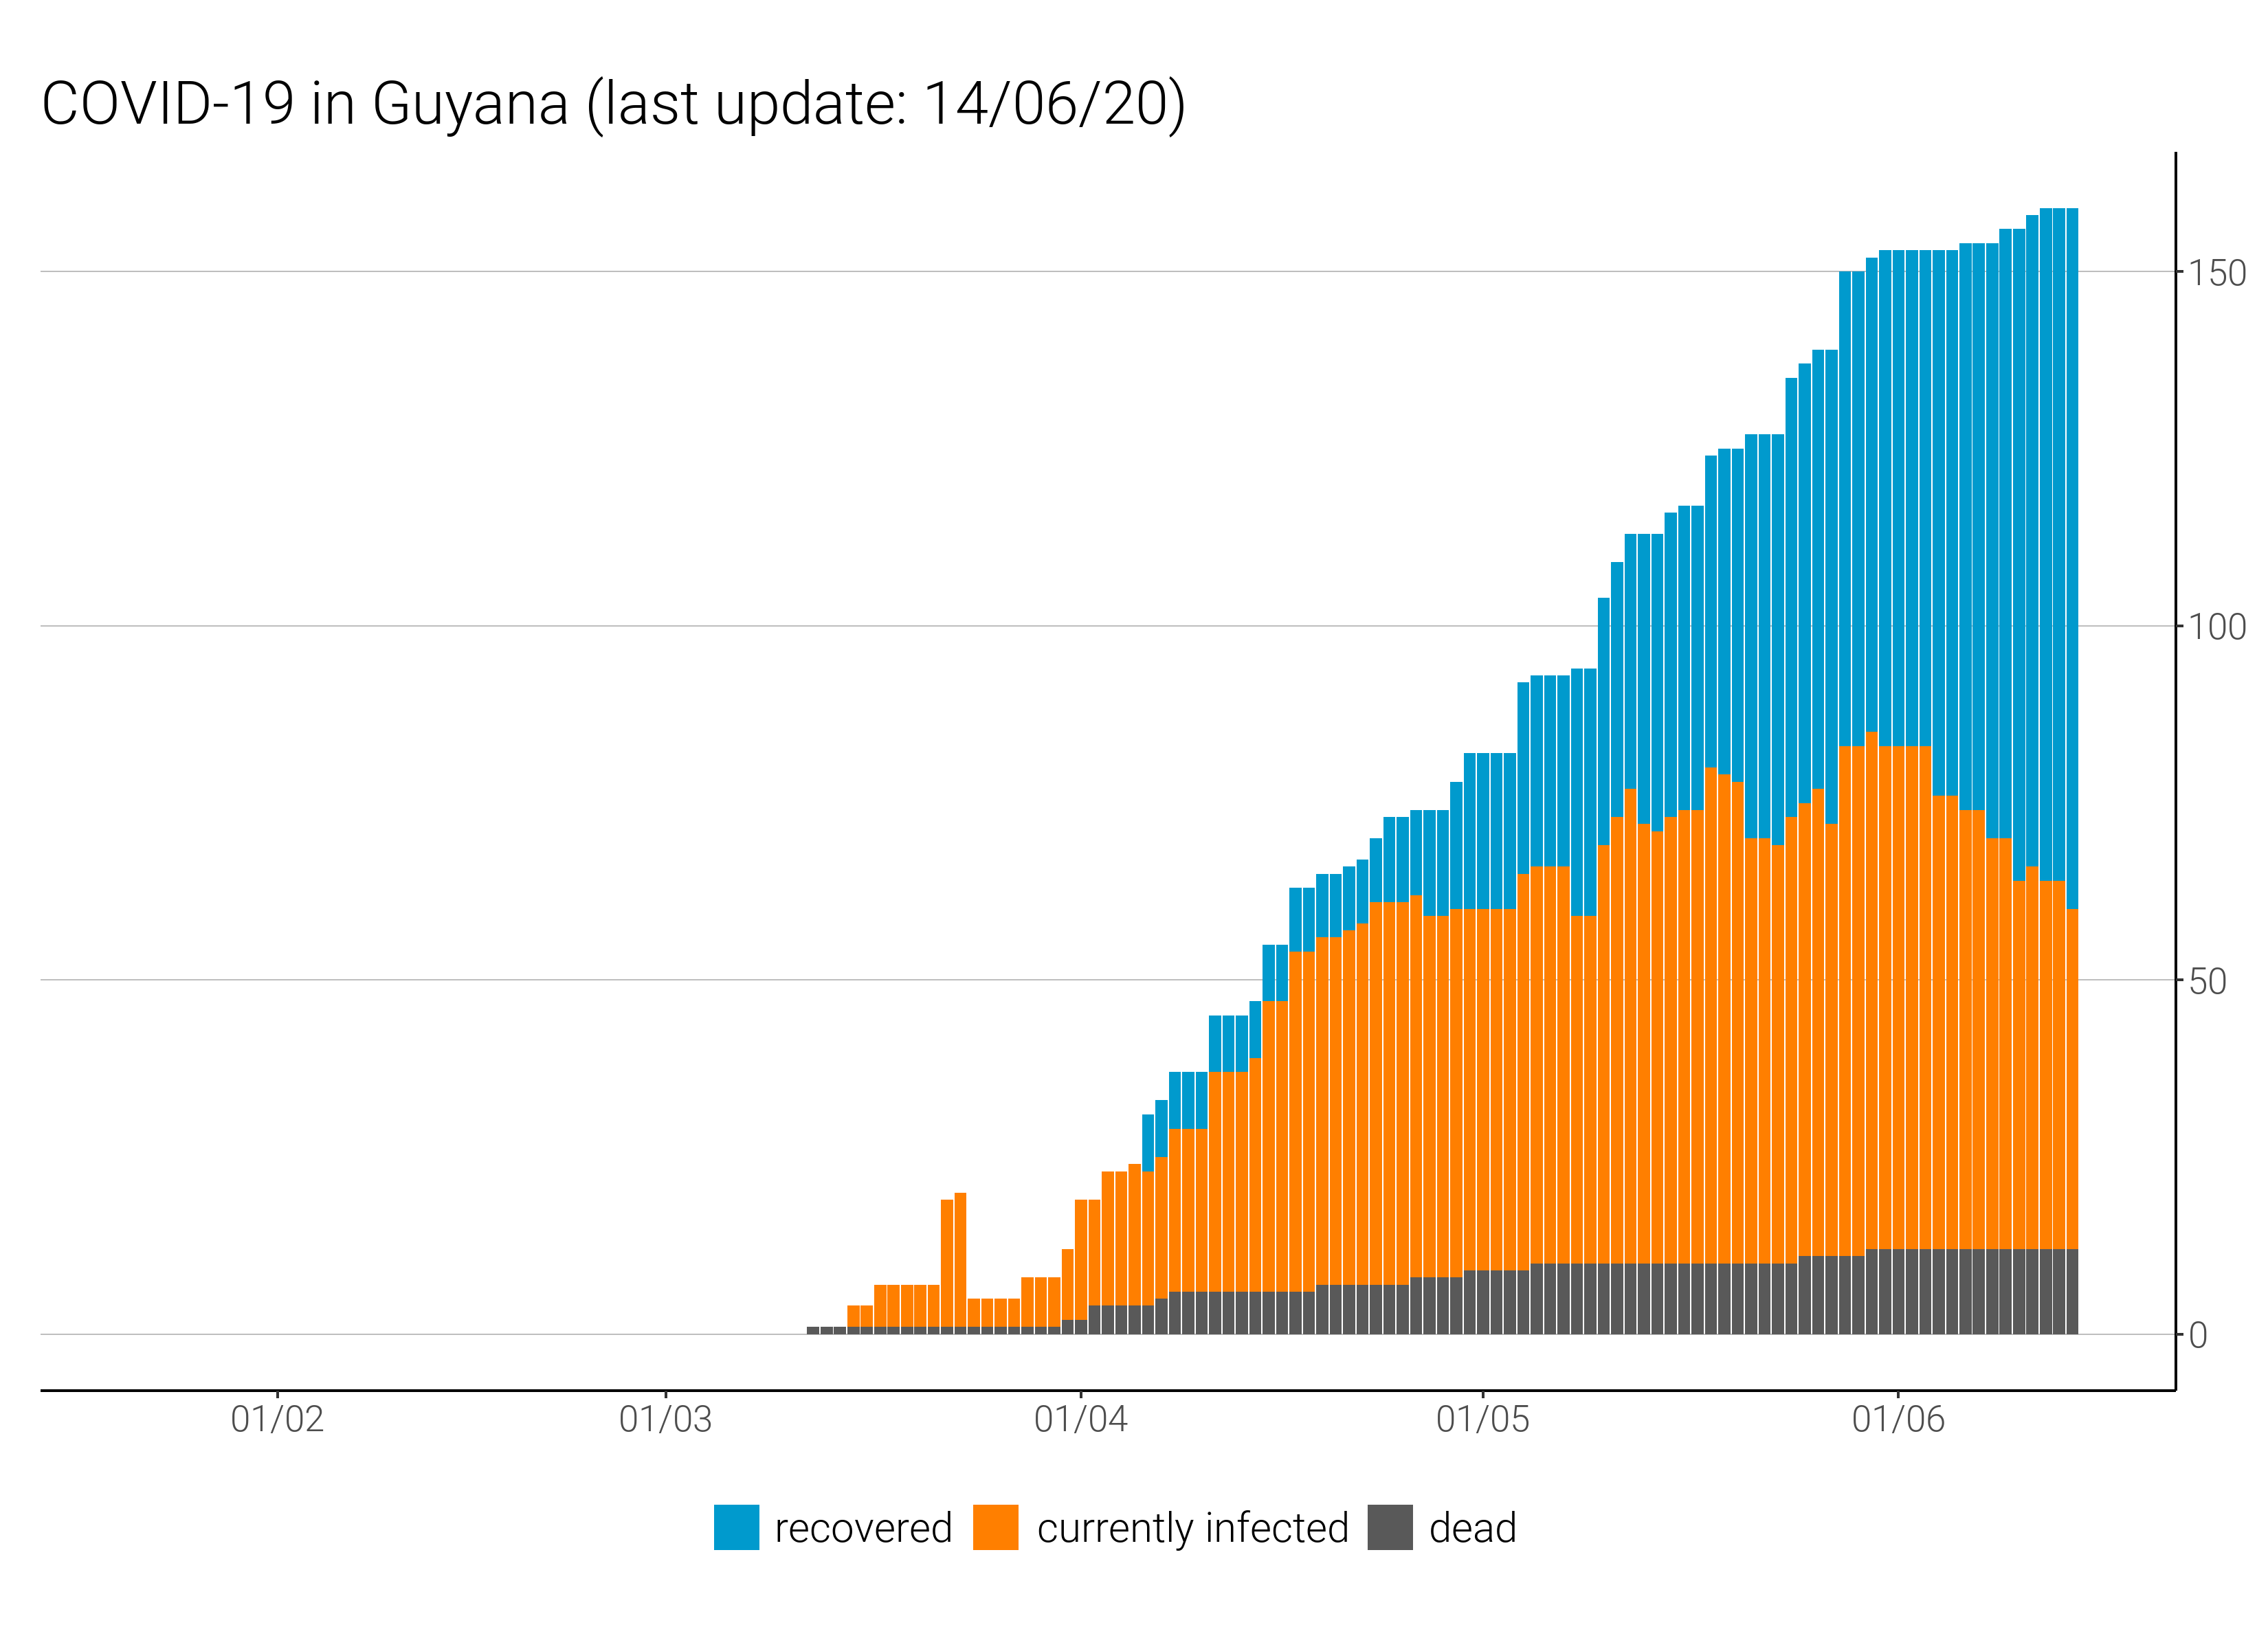 COVID-19 in Guyana (last update: 14/06/20)
150
100
50
0
01/02 01/03 01/04 01/05 01/06
recovered currently infected dead